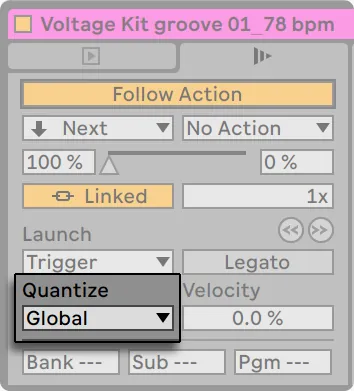 Voltage Kit groove 01_78 bpm
Follow Action
Next No Action
100 % 0 %
Linked 1x
Launch
Trigger Legato
Quantize Velocity
Global 0.0 %
Bank --- Sub --- Pgm ---